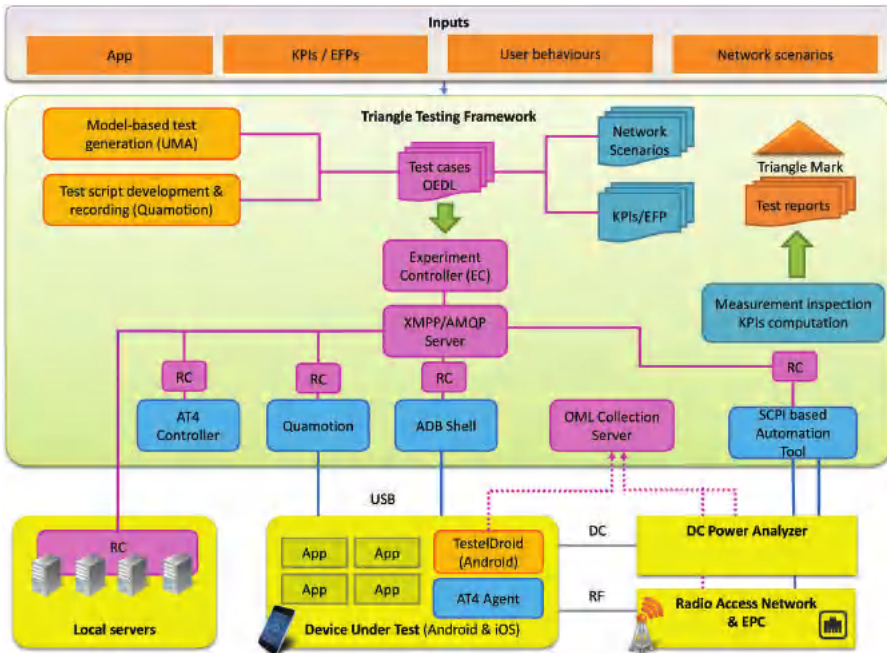 Inputs
App
KPIs / EFPs
User behaviours
Network scenarios
Triangle Testing Framework
Model-based test
generation (UMA)
Test script development &
recording (Quamotion)
Test cases
OEDL
Network
Scenarios
KPIs/EFP
Triangle Mark
Test reports
Experiment
Controller (EC)
Measurement inspection
KPIs computation
XMPP/AMQP
Server
RC
RC
RC
RC
AT4
Controller
Quamotion
ADB Shell
OML Collection
Server
SCPI based
Automation
Tool
USB
RC
Local servers
App
App
App
App
TestelDroid
(Android)
AT4 Agent
Device Under Test (Android & iOS)
DC
RF
DC Power Analyzer
Radio Access Network
& EPC